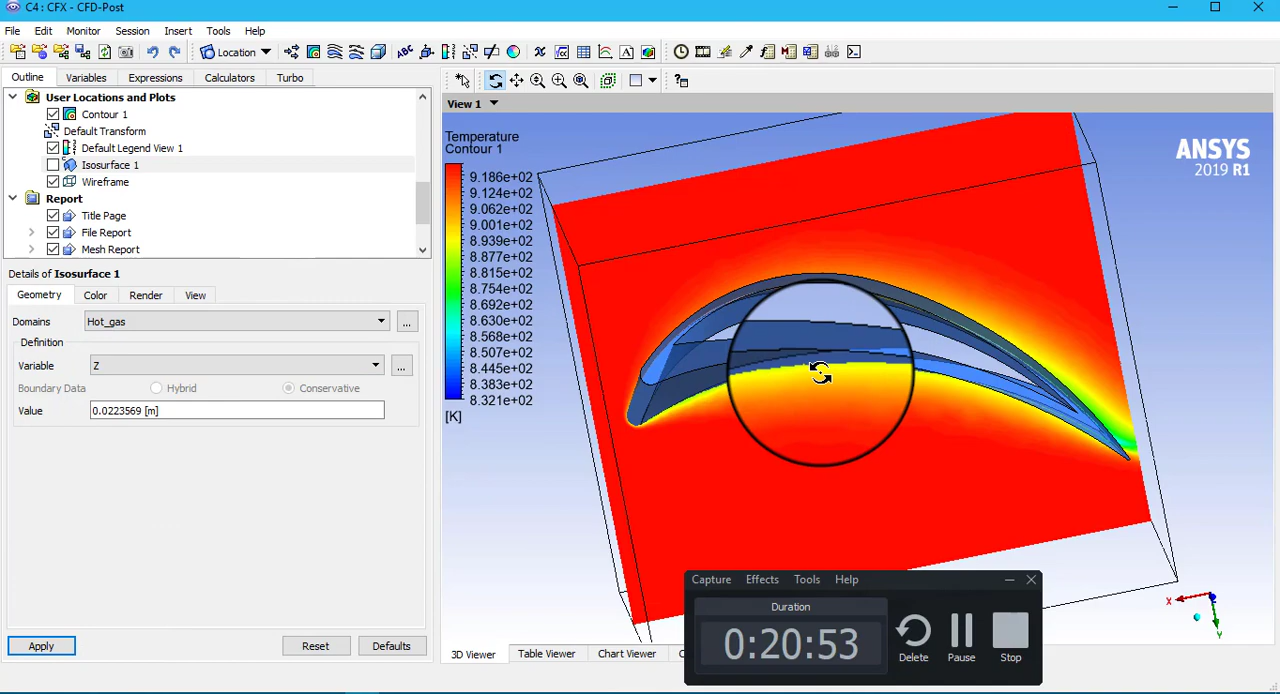 C4 : CFX - CFD-Post
File Edit Monitor Session Insert Tools Help
Location
Outline Variables Expressions Calculators Turbo
User Locations and Plots
Contour 1
Default Transform
Default Legend View 1
Isosurface 1
Wireframe
Report
Title Page
File Report
Mesh Report
Details of Isosurface 1
Geometry Color Render View
Domains Hot_gas ...
Definition
Variable Z ...
Boundary Data Hybrid Conservative
Value 0.0223569 [m]
Apply Reset Defaults
View 1
Temperature
Contour 1
9.186e+02
9.124e+02
9.062e+02
9.001e+02
8.939e+02
8.877e+02
8.815e+02
8.754e+02
8.692e+02
8.630e+02
8.568e+02
8.507e+02
8.445e+02
8.383e+02
8.321e+02
[K]
ANSYS
2019 R1
X
Y
3D Viewer Table Viewer Chart Viewer
Capture Effects Tools Help
Duration
0:20:53
Delete Pause Stop